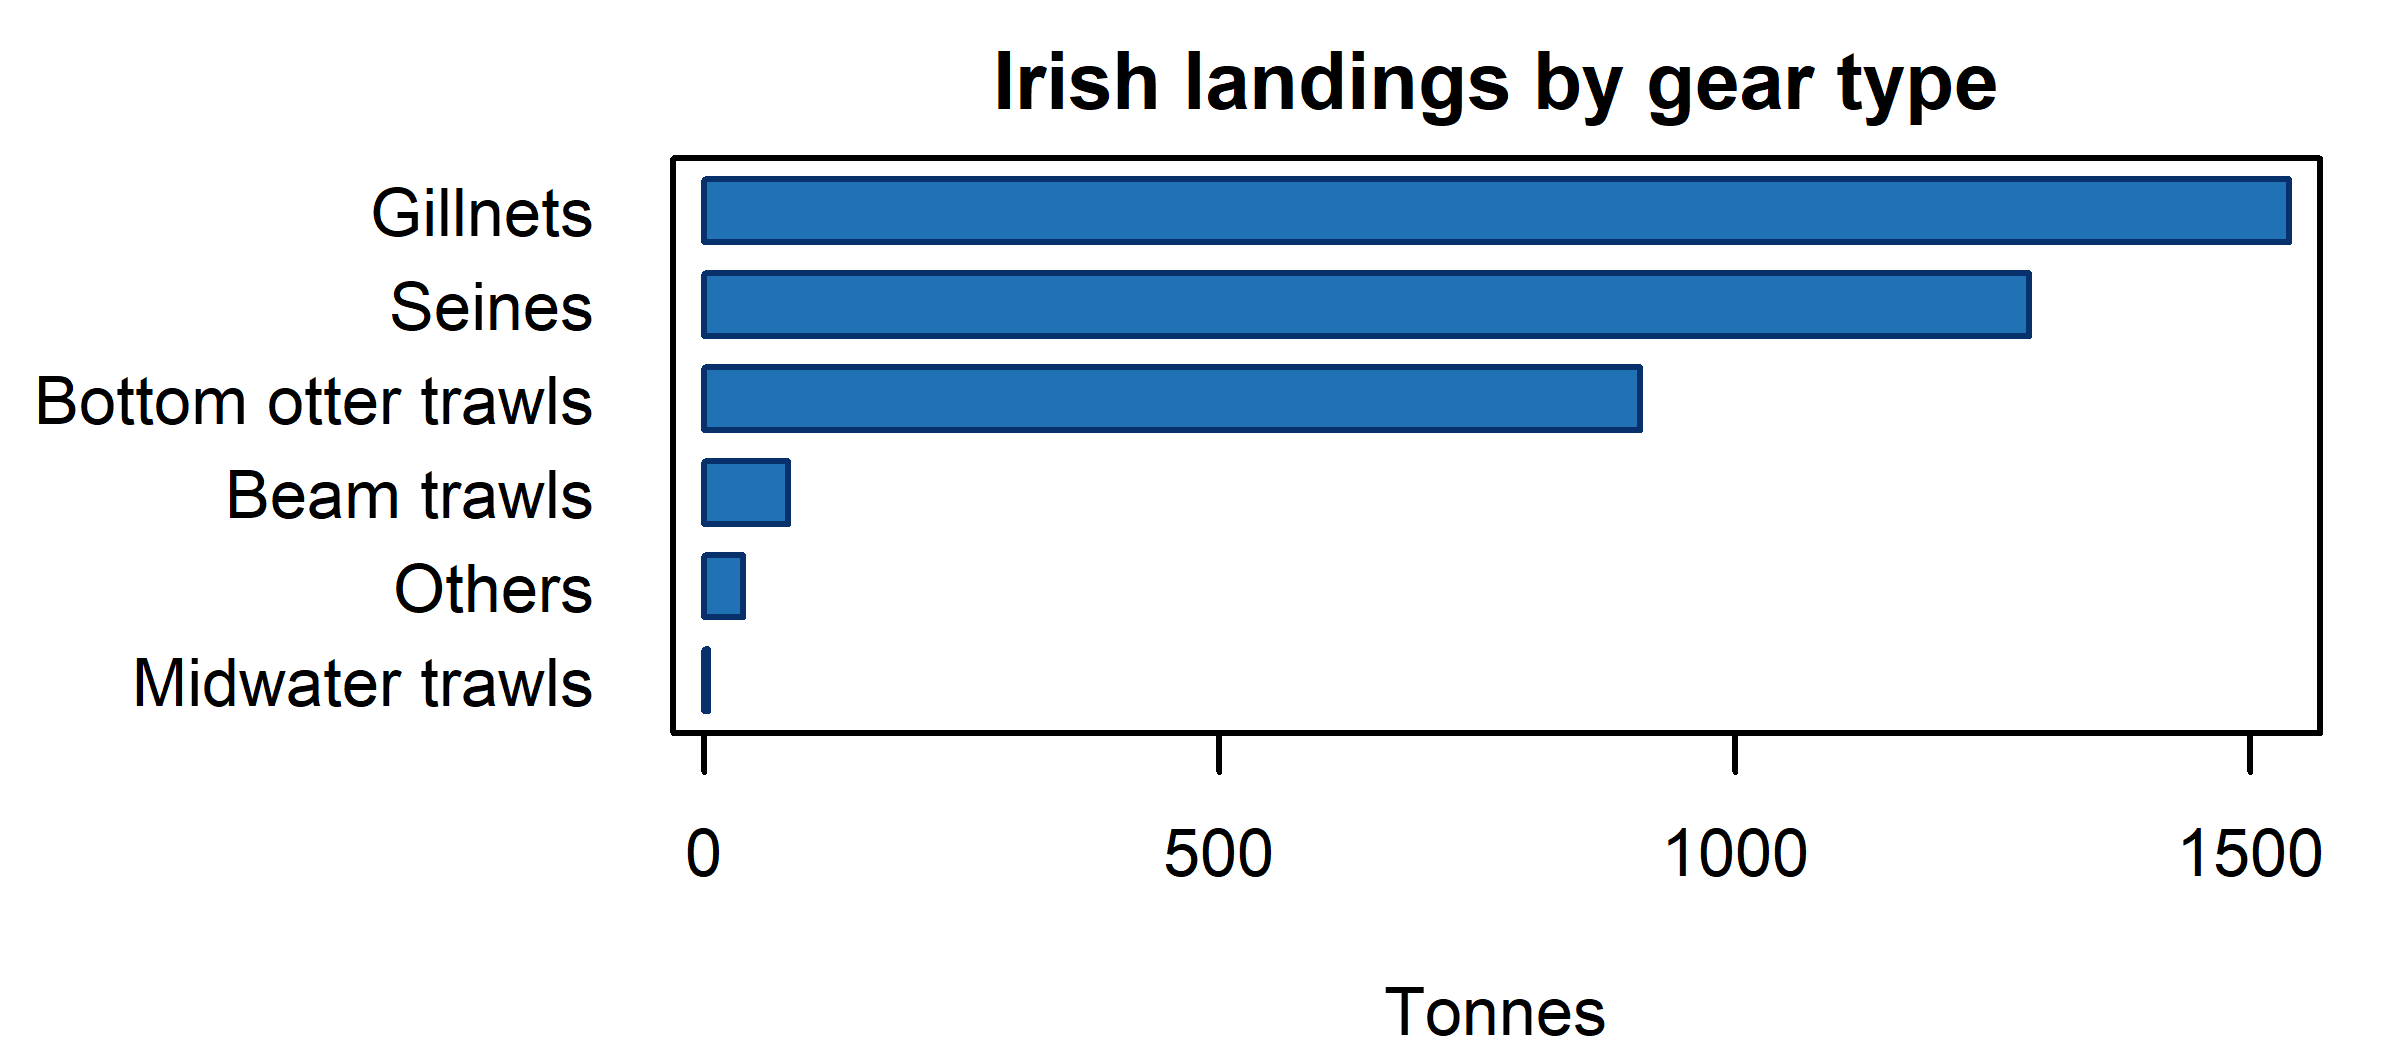 Irish landings by gear type
Gillnets
Seines
Bottom otter trawls
Beam trawls
Others
Midwater trawls
0 500 1000 1500
Tonnes